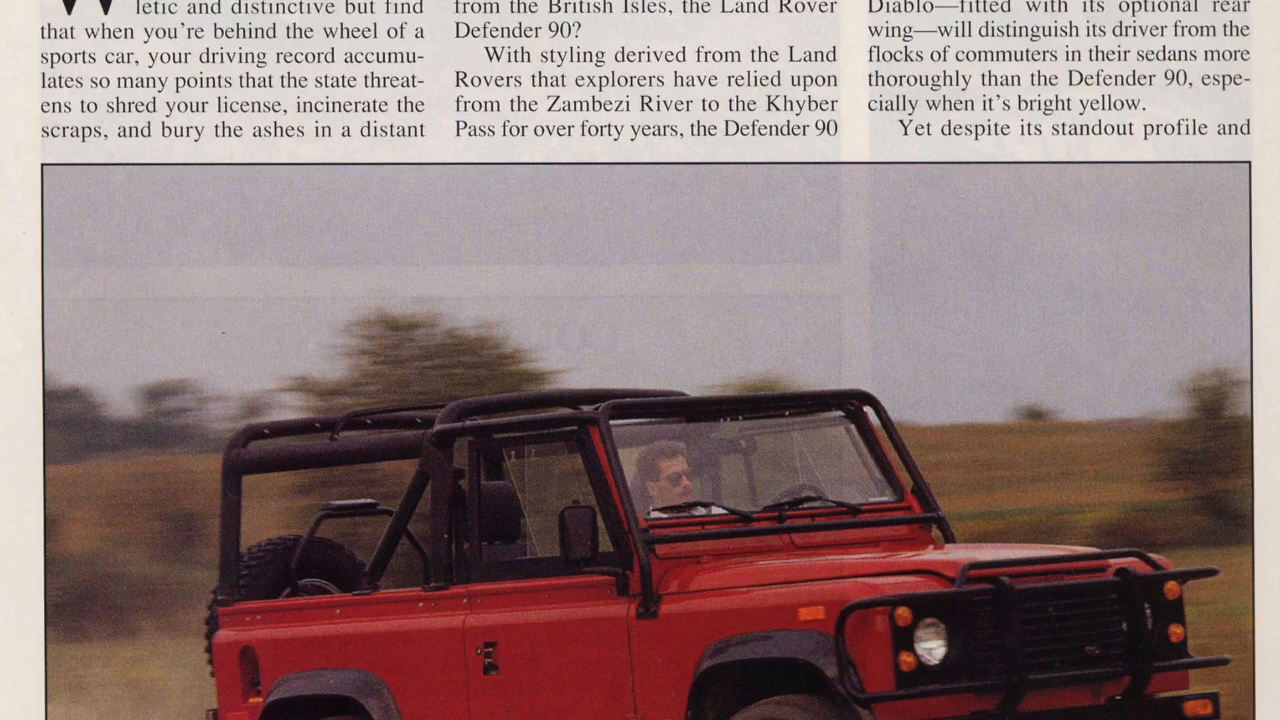 W letic and distinctive but find
that when you're behind the wheel of a
sports car, your driving record accumu-
lates so many points that the state threat-
ens to shred your license, incinerate the
scraps, and bury the ashes in a distant
from the British Isles, the Land Rover
Defender 90?
With styling derived from the Land
Rovers that explorers have relied upon
from the Zambezi River to the Khyber
Pass for over forty years, the Defender 90
Diablo—fitted with its optional rear
wing—will distinguish its driver from the
flocks of commuters in their sedans more
thoroughly than the Defender 90, espe-
cially when it's bright yellow.
Yet despite its standout profile and